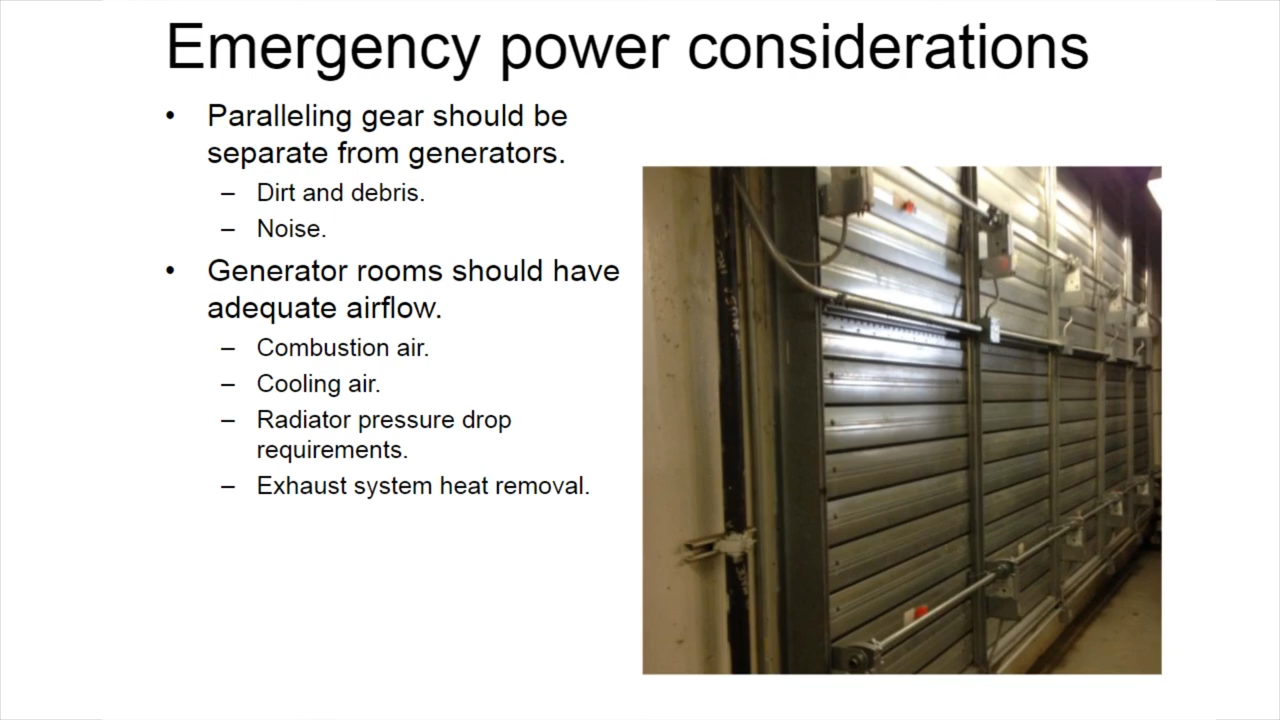 Emergency power considerations
• Paralleling gear should be
separate from generators.
– Dirt and debris.
– Noise.
• Generator rooms should have
adequate airflow.
– Combustion air.
– Cooling air.
– Radiator pressure drop
requirements.
– Exhaust system heat removal.